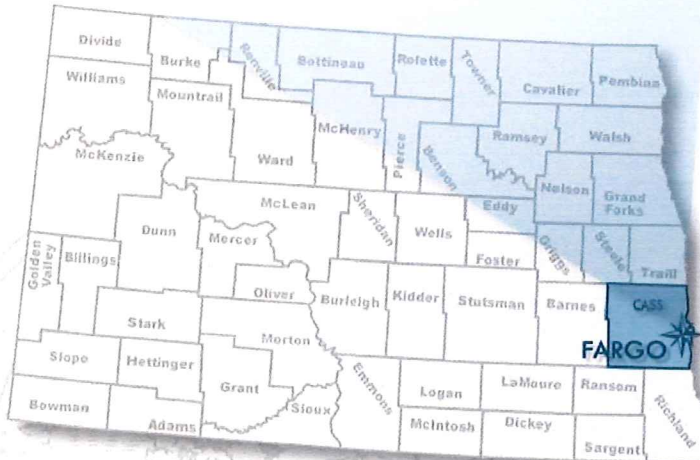 Divide
Burke
Renville
Bottineau
Rolette
Towner
Cavalier
Pembina
Williams
Mountrail
McHenry
Pierce
Benson
Ramsey
Walsh
McKenzie
Ward
Nelson
Grand
Forks
McLean
Sheridan
Wells
Eddy
Foster
Griggs
Steele
Traill
Golden
Valley
Billings
Dunn
Mercer
Oliver
Burleigh
Kidder
Stutsman
Barnes
CASS
FARGO
Stark
Morton
Slope
Hettinger
Grant
Sioux
Emmons
Logan
LaMoure
Ransom
Richland
Bowman
Adams
McIntosh
Dickey
Sargent